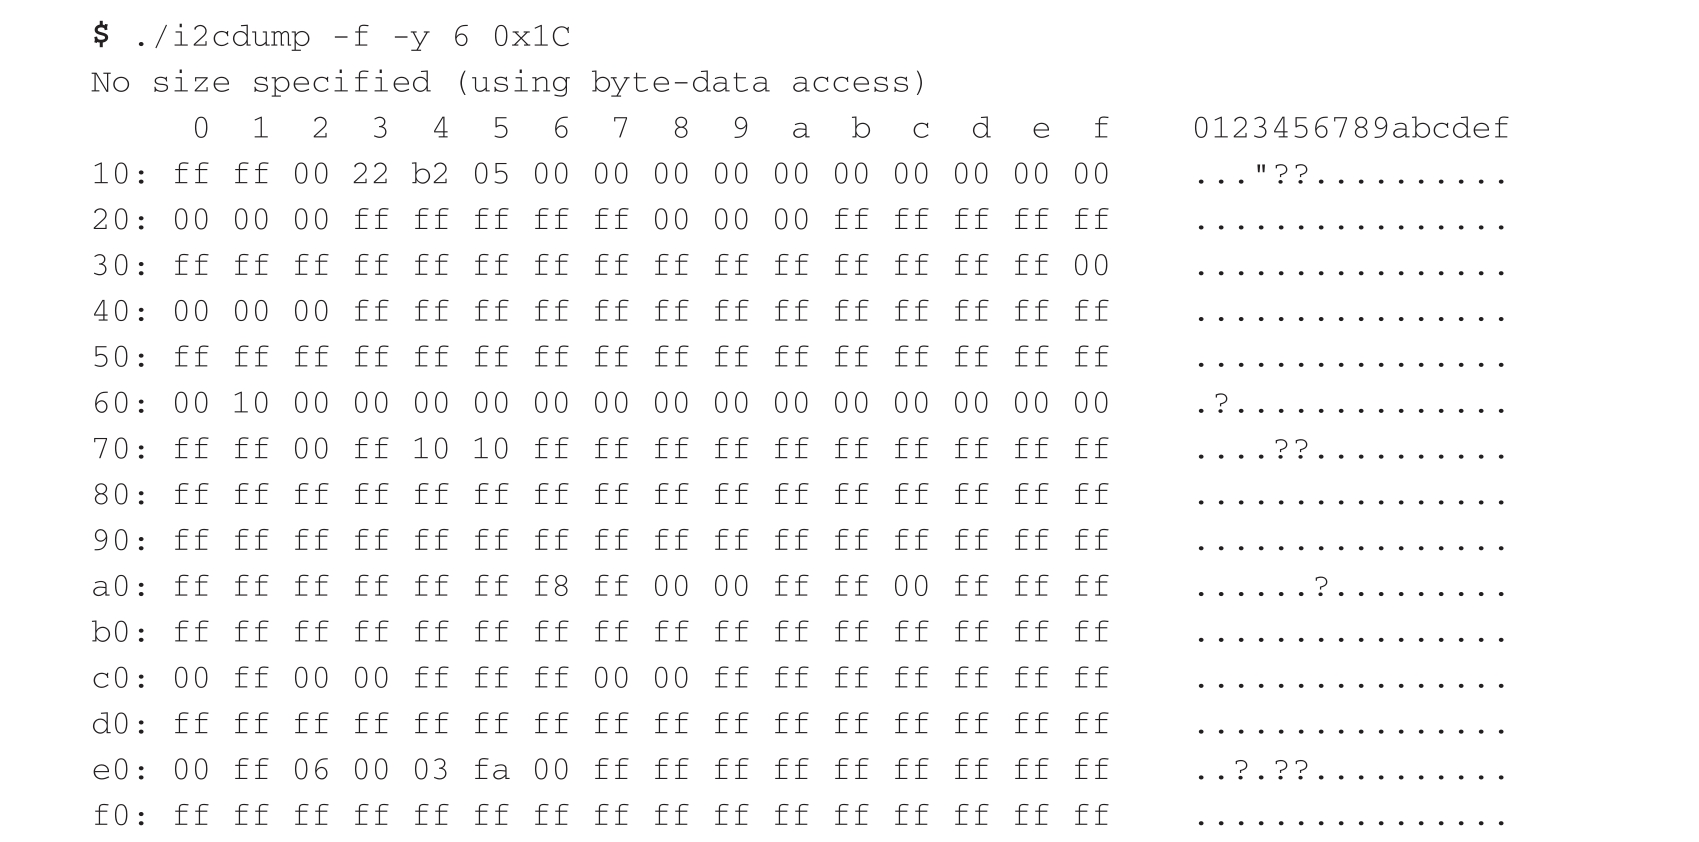 $ ./i2cdump -f -y 6 0x1C
No size specified (using byte-data access)
     0  1  2  3  4  5  6  7  8  9  a  b  c  d  e  f    0123456789abcdef
10: ff ff 00 22 b2 05 00 00 00 00 00 00 00 00 00 00    ..."??..........
20: 00 00 00 ff ff ff ff ff 00 00 00 ff ff ff ff ff    ................
30: ff ff ff ff ff ff ff ff ff ff ff ff ff ff ff 00    ................
40: 00 00 00 ff ff ff ff ff ff ff ff ff ff ff ff ff    ................
50: ff ff ff ff ff ff ff ff ff ff ff ff ff ff ff ff    ................
60: 00 10 00 00 00 00 00 00 00 00 00 00 00 00 00 00    .?..............
70: ff ff 00 ff 10 10 ff ff ff ff ff ff ff ff ff ff    ....??..........
80: ff ff ff ff ff ff ff ff ff ff ff ff ff ff ff ff    ................
90: ff ff ff ff ff ff ff ff ff ff ff ff ff ff ff ff    ................
a0: ff ff ff ff ff ff f8 ff 00 00 ff ff 00 ff ff ff    ......?.........
b0: ff ff ff ff ff ff ff ff ff ff ff ff ff ff ff ff    ................
c0: 00 ff 00 00 ff ff ff 00 00 ff ff ff ff ff ff ff    ................
d0: ff ff ff ff ff ff ff ff ff ff ff ff ff ff ff ff    ................
e0: 00 ff 06 00 03 fa 00 ff ff ff ff ff ff ff ff ff    ..?.??..........
f0: ff ff ff ff ff ff ff ff ff ff ff ff ff ff ff ff    ................